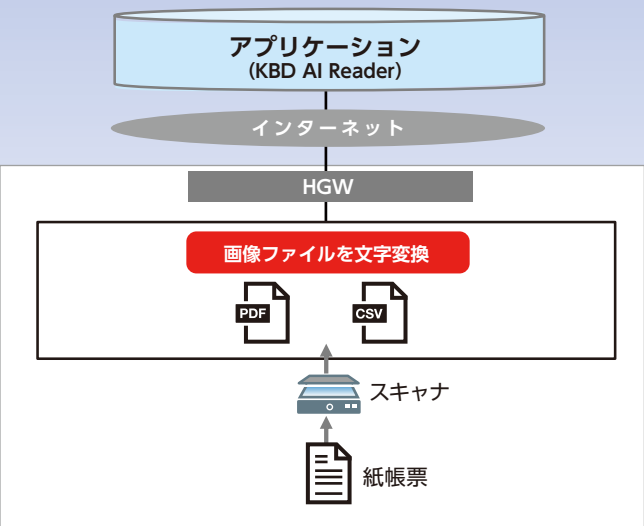 アプリケーション
(KBD AI Reader)
インターネット
HGW
画像ファイルを文字変換
PDF
CSV
スキャナ
紙帳票